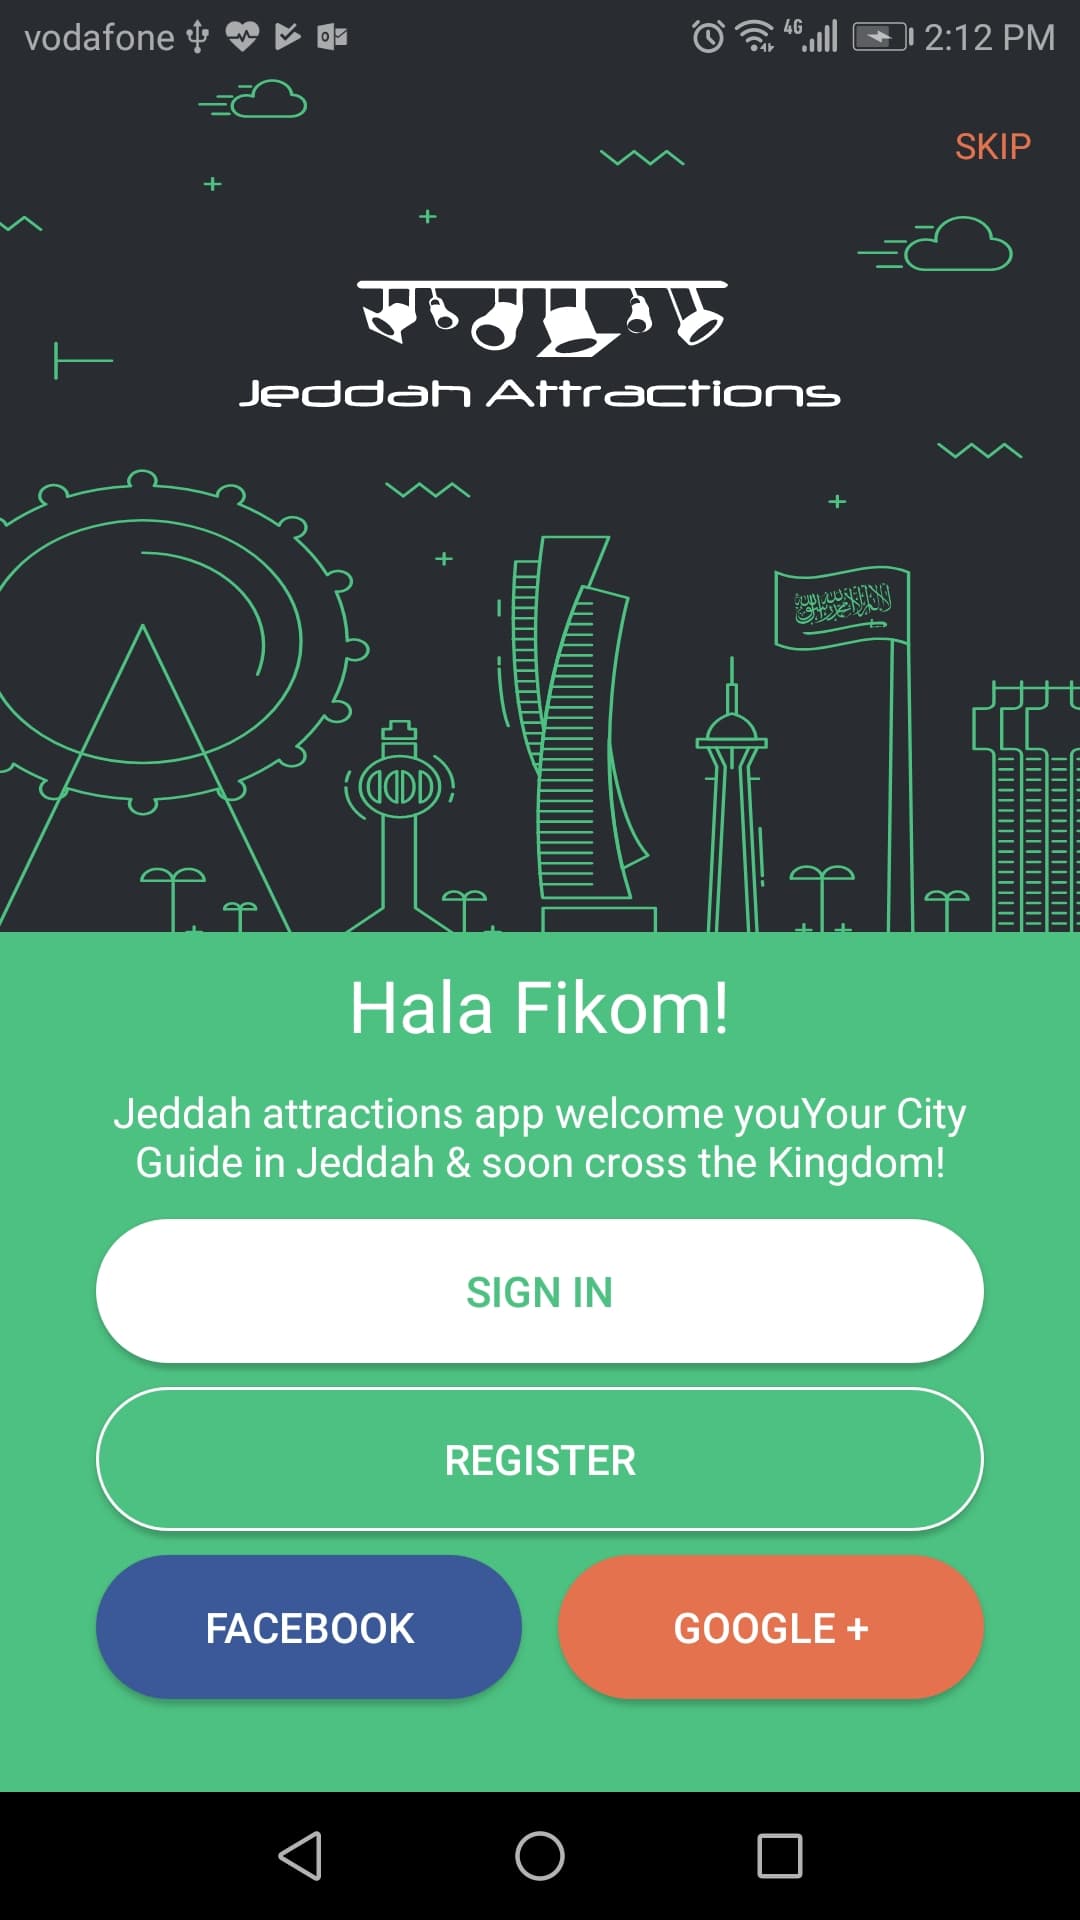 vodafone 4G 2:12 PM
SKIP
Jeddah Attractions
Hala Fikom!
Jeddah attractions app welcome youYour City
Guide in Jeddah & soon cross the Kingdom!
SIGN IN
REGISTER
FACEBOOK GOOGLE +